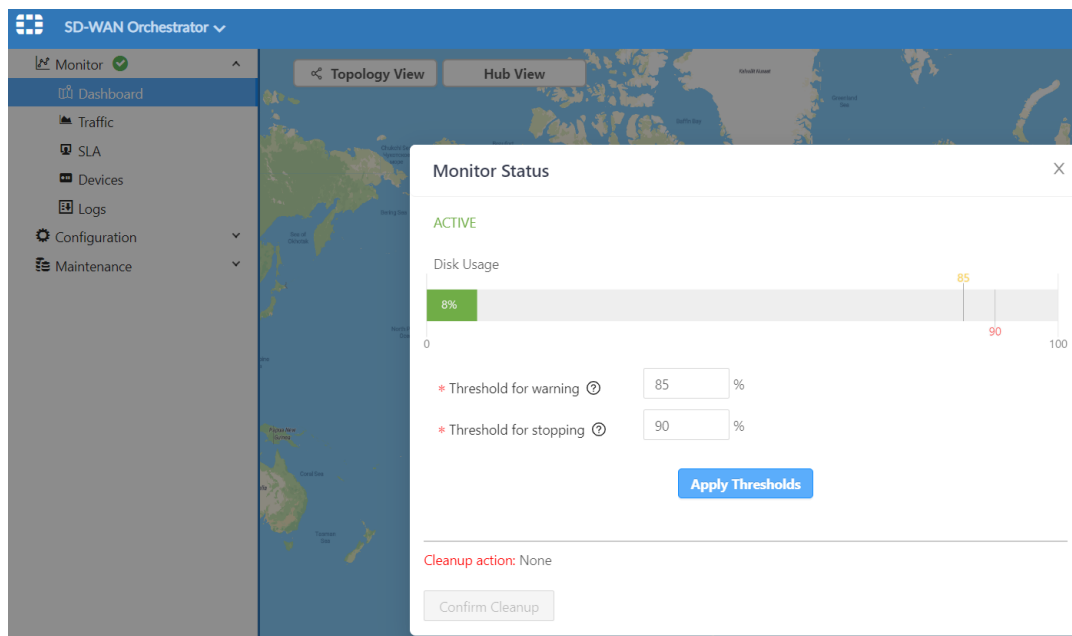 SD-WAN Orchestrator
Monitor
Dashboard
Traffic
SLA
Devices
Logs
Configuration
Maintenance
Topology View
Hub View
Monitor Status
ACTIVE
Disk Usage
85
8%
90
0
100
* Threshold for warning ? 85 %
* Threshold for stopping ? 90 %
Apply Thresholds
Cleanup action: None
Confirm Cleanup